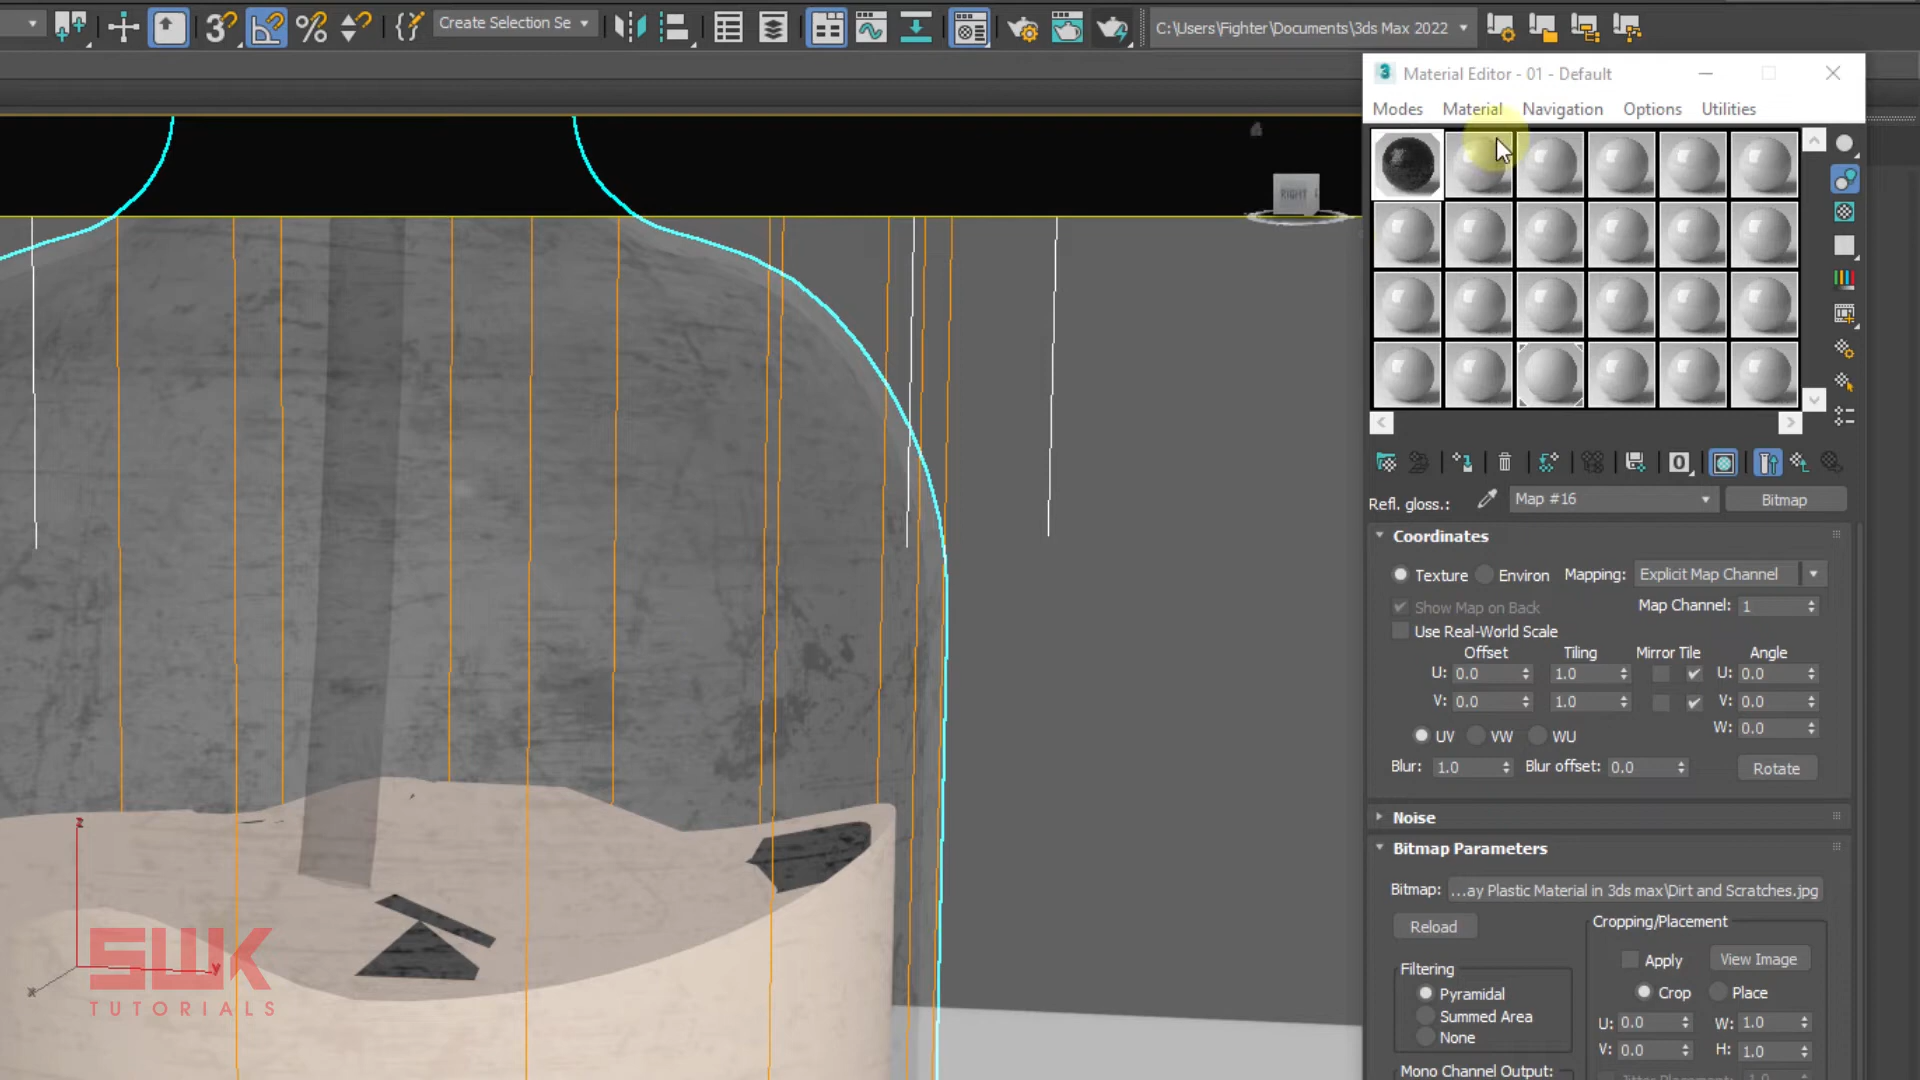 Create Selection Se
C:\Users\Fighter\Documents\3ds Max 2022
Material Editor - 01 - Default
Modes Material Navigation Options Utilities
RIGHT
Refl. gloss.: Map #16 Bitmap
Coordinates
Texture Environ Mapping: Explicit Map Channel
Show Map on Back Map Channel: 1
Use Real-World Scale
Offset Tiling Mirror Tile Angle
U: 0.0 1.0 U: 0.0
V: 0.0 1.0 V: 0.0
W: 0.0
UV VW WU
Blur: 1.0 Blur offset: 0.0 Rotate
Noise
Bitmap Parameters
Bitmap: ...ay Plastic Material in 3ds max\Dirt and Scratches.jpg
Reload Cropping/Placement
Apply View Image
Filtering
Crop Place
Pyramidal
Summed Area
None
U: 0.0 W: 1.0
V: 0.0 H: 1.0
Mono Channel Output:
Jitter Placement: 1.0
z
y
x
SWK
TUTORIALS